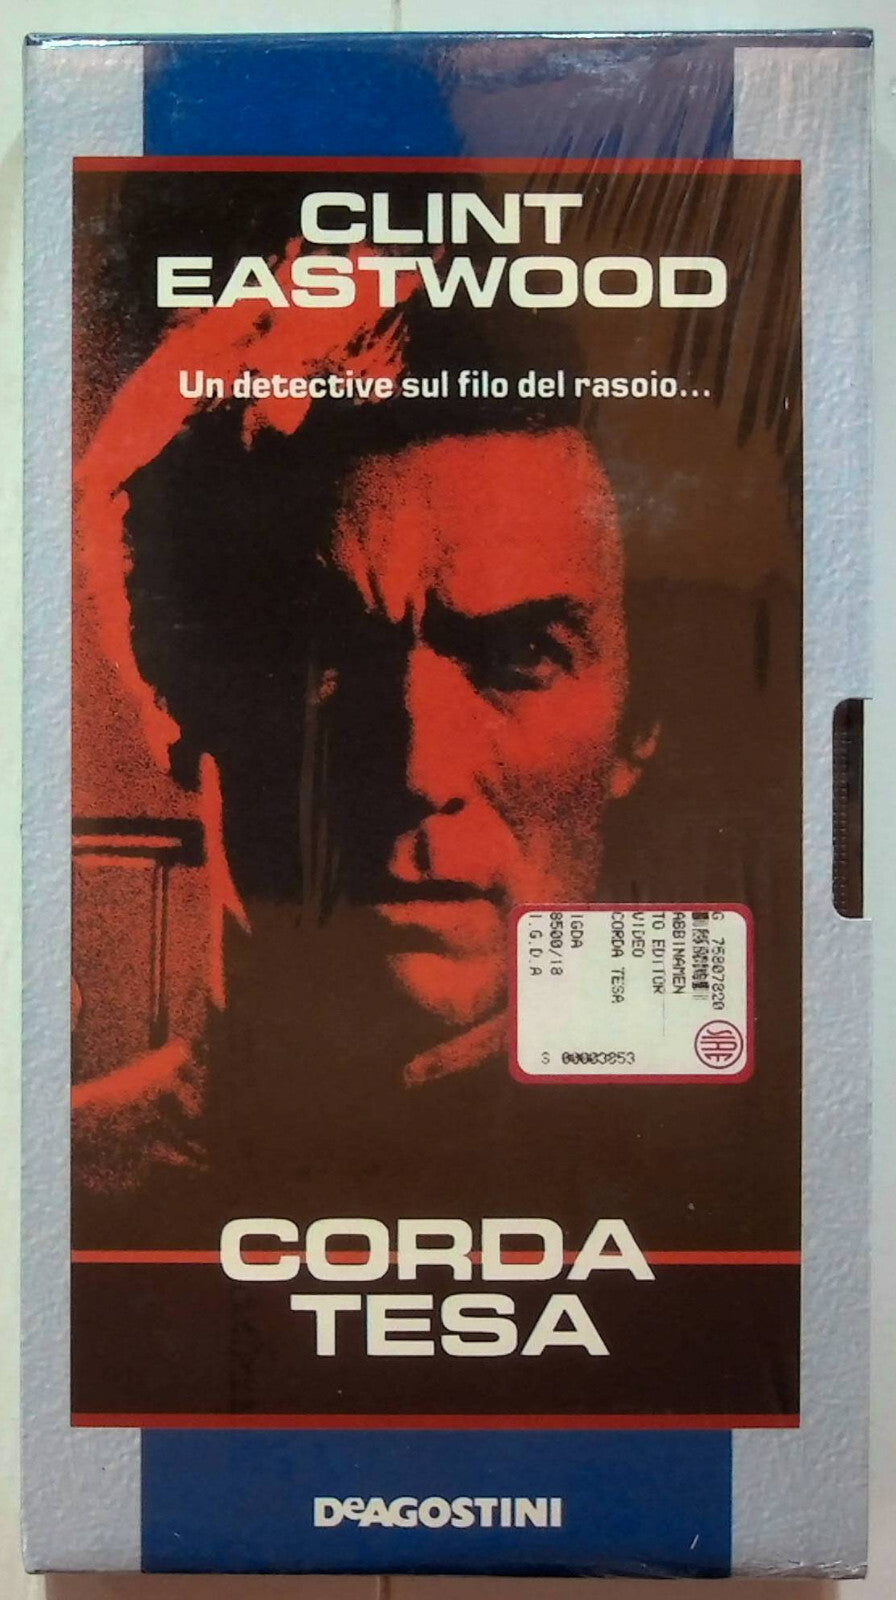 CLINT
EASTWOOD
Un detective sul filo del rasoio...
G 75807820
ABBINAMEN
TO EDITOR
VIDEO
CORDA TESA
IGDA
8500/18
I.G.D.A
SIAE
S 00003853
CORDA
TESA
DeAGOSTINI